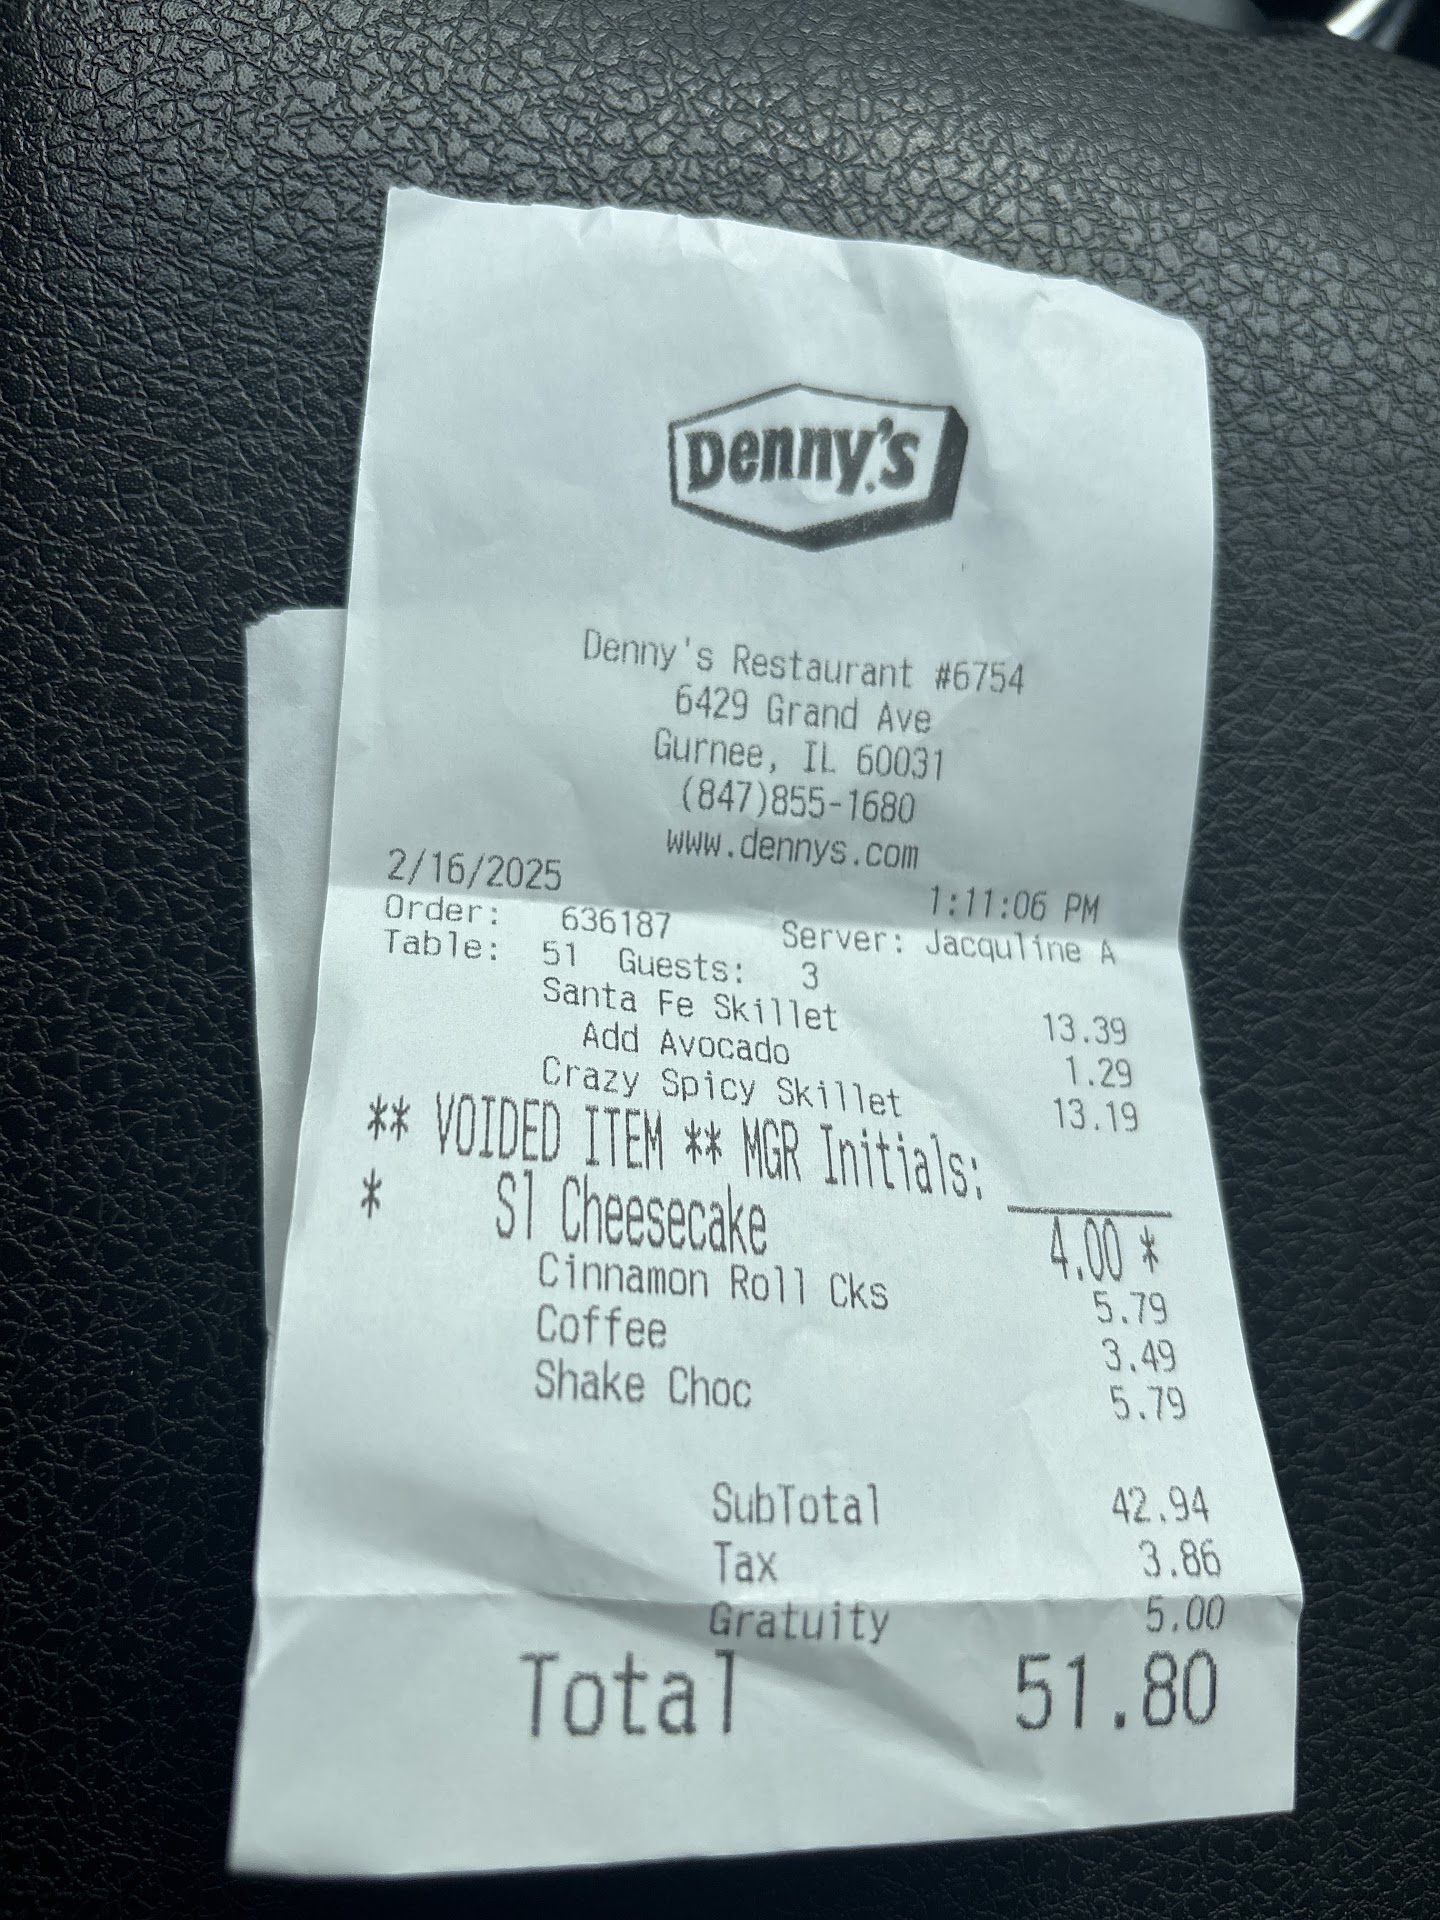 Denny's
Denny's Restaurant #6754
6429 Grand Ave
Gurnee, IL 60031
(847)855-1680
www.dennys.com
2/16/2025 1:11:06 PM
Order: 636187 Server: Jacquline A
Table: 51 Guests: 3
Santa Fe Skillet 13.39
Add Avocado 1.29
Crazy Spicy Skillet 13.19
** VOIDED ITEM ** MGR Initials:
* Sl Cheesecake 4.00 *
Cinnamon Roll Cks 5.79
Coffee 3.49
Shake Choc 5.79
SubTotal 42.94
Tax 3.86
Gratuity 5.00
Total 51.80